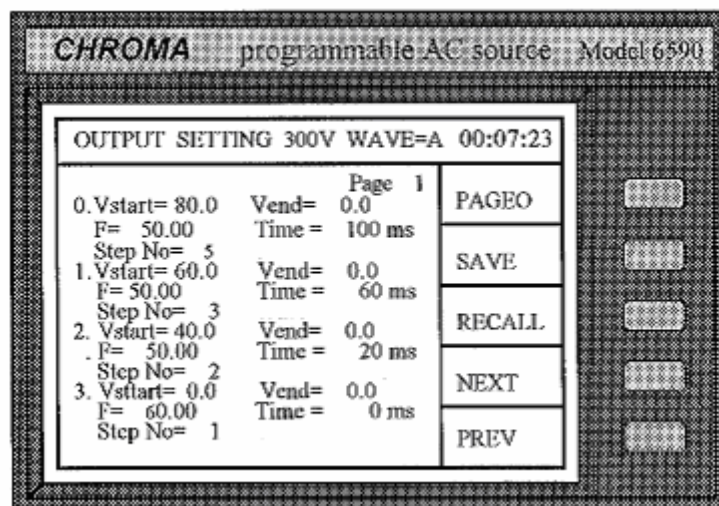 CHROMA programmable AC source Model 6590
OUTPUT SETTING 300V WAVE=A 00:07:23
Page 1
0.Vstart= 80.0 Vend= 0.0
F= 50.00 Time = 100 ms
Step No= 5
1.Vstart= 60.0 Vend= 0.0
F= 50.00 Time = 60 ms
Step No= 3
2. Vstart= 40.0 Vend= 0.0
. F= 50.00 Time = 20 ms
Step No= 2
3. Vsttart= 0.0 Vend= 0.0
F= 60.00 Time = 0 ms
Step No= 1
PAGEO
SAVE
RECALL
NEXT
PREV